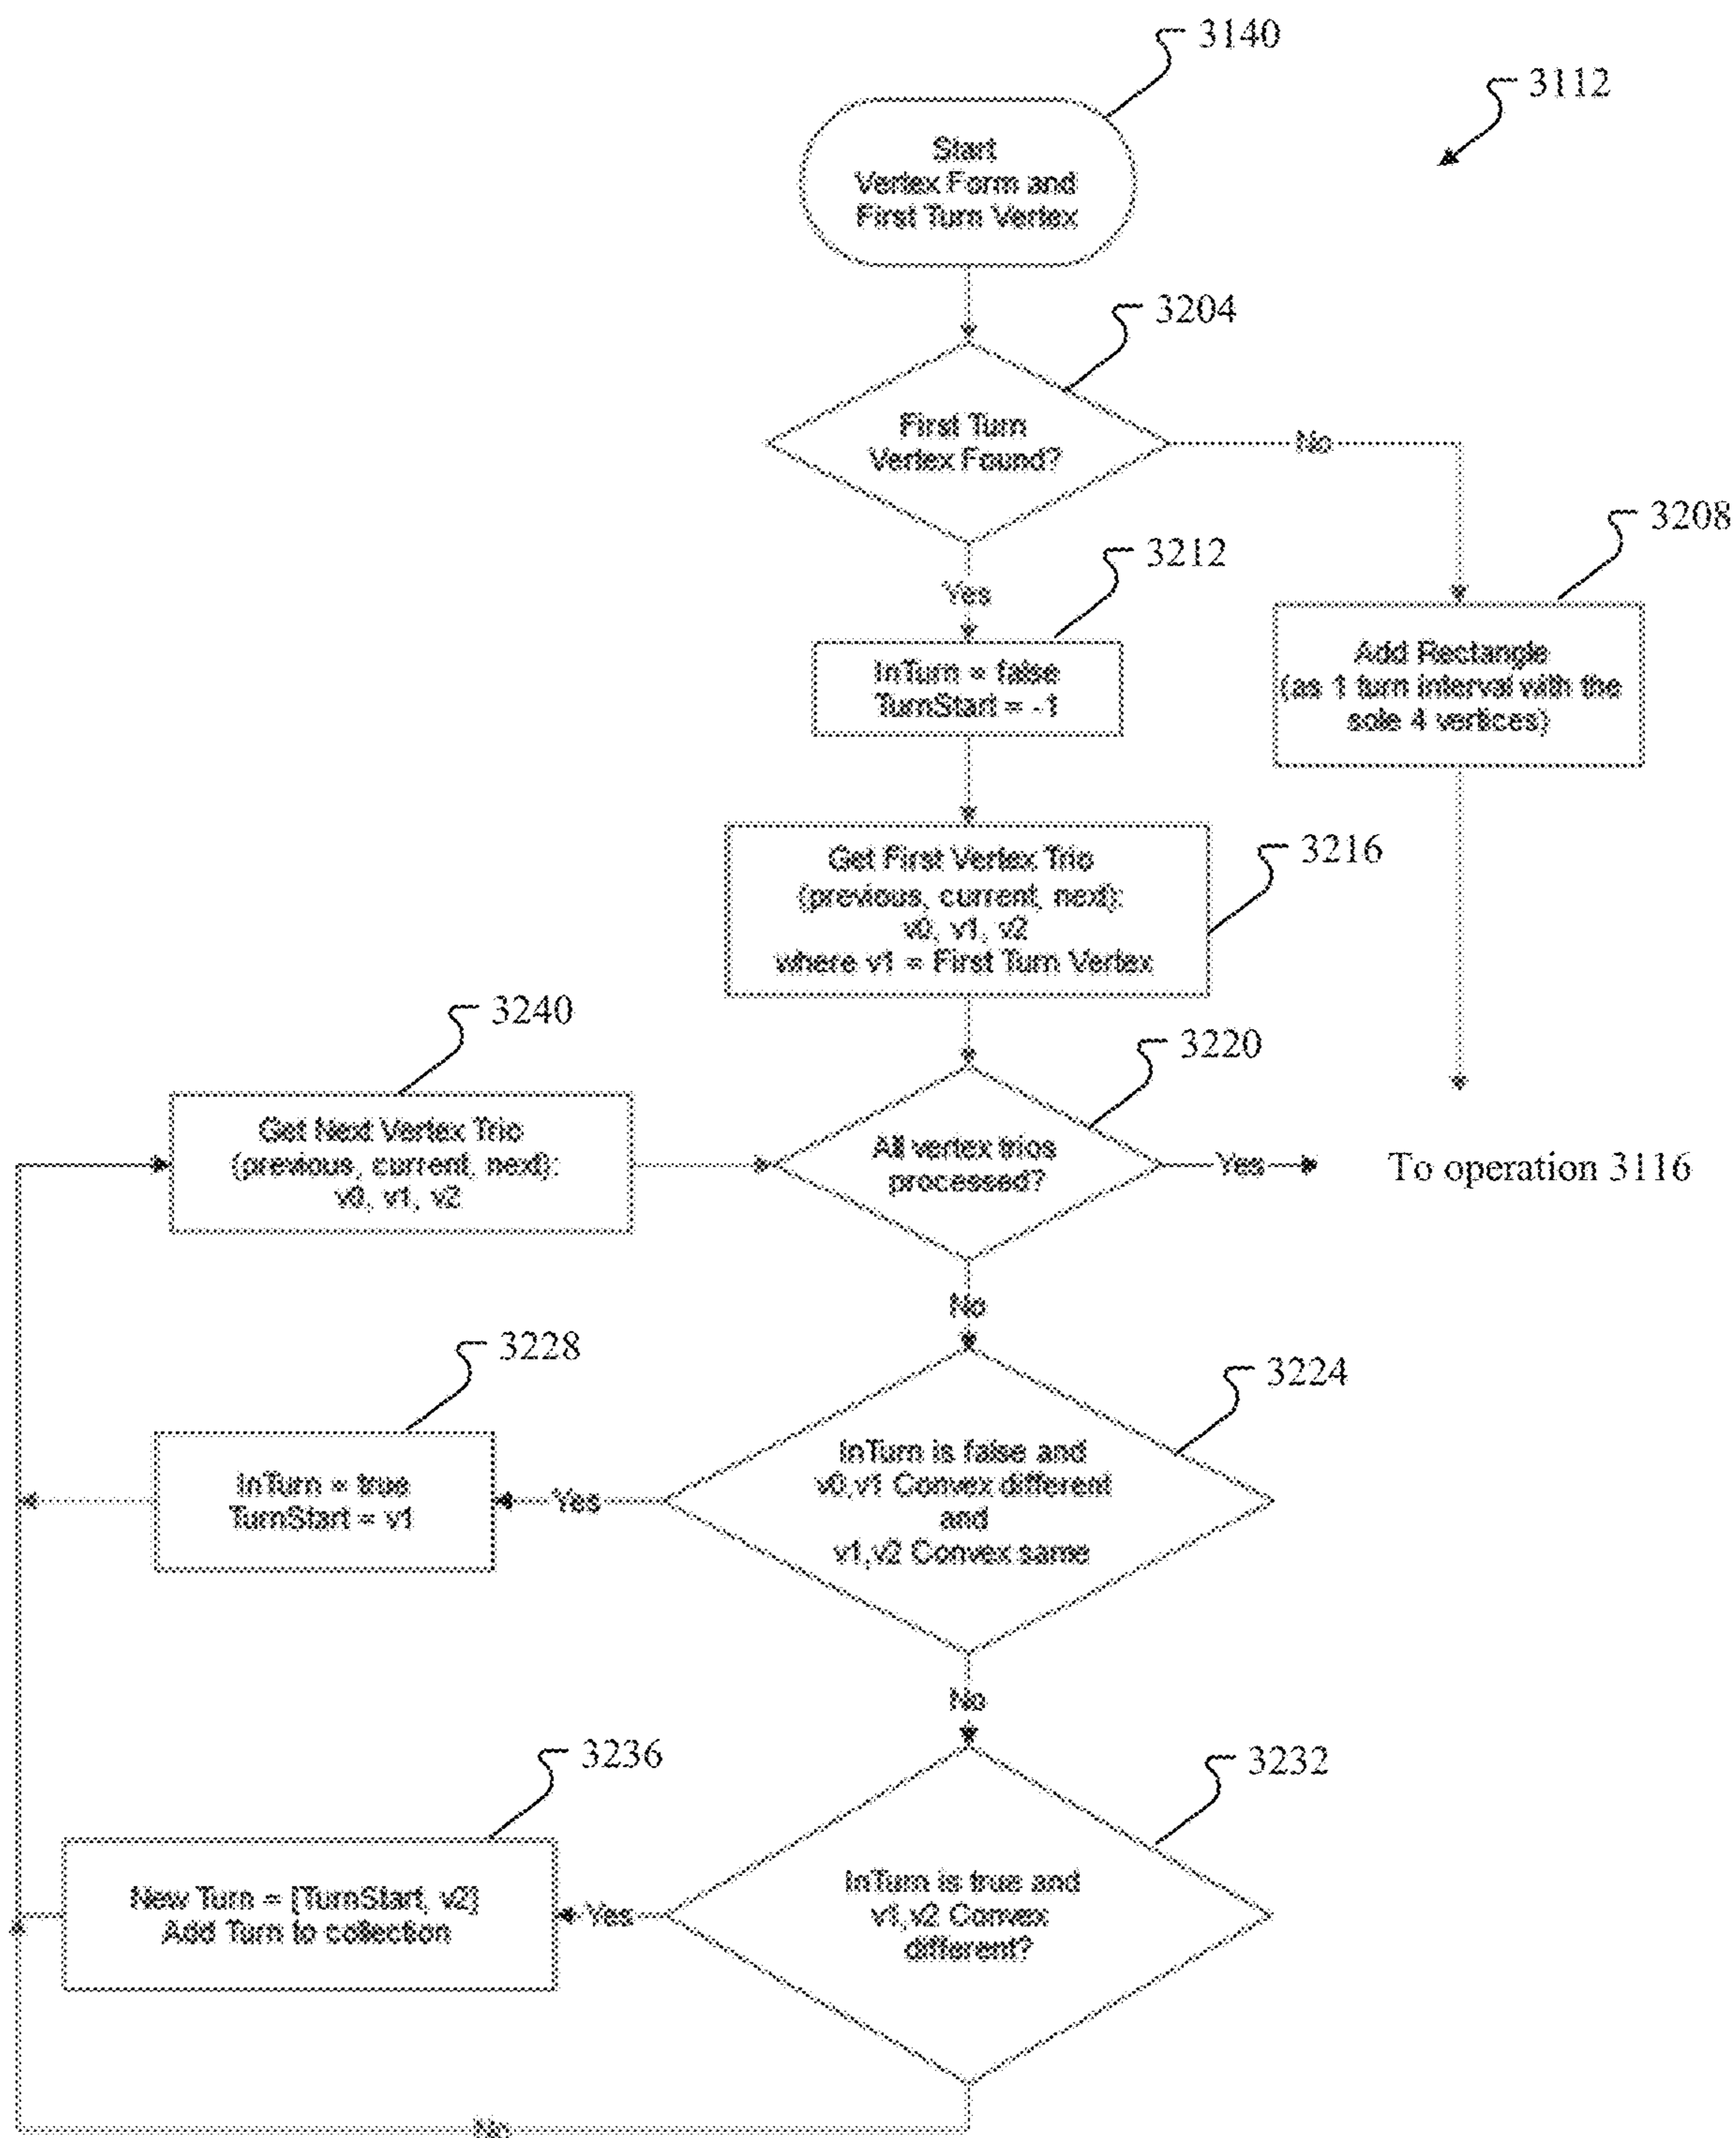 3140
3112
Start
Vertex Form and
First Turn Vertex
3204
First Turn
Vertex Found?
No
3208
3212
Yes
InTurn = false
TurnStart = -1
Add Rectangle
(as 1 turn interval with the
sole 4 vertices)
3216
Get First Vertex Trio
(previous, current, next):
v0, v1, v2
where v1 = First Turn Vertex
3240
3220
Get Next Vertex Trio
(previous, current, next):
v0, v1, v2
All vertex trios
processed?
Yes
To operation 3116
No
3228
3224
InTurn = true
TurnStart = v1
Yes
InTurn is false and
v0,v1 Convex different
and
v1,v2 Convex same
No
3236
3232
New Turn = [TurnStart, v2]
Add Turn to collection
Yes
InTurn is true and
v1,v2 Convex
different?
No